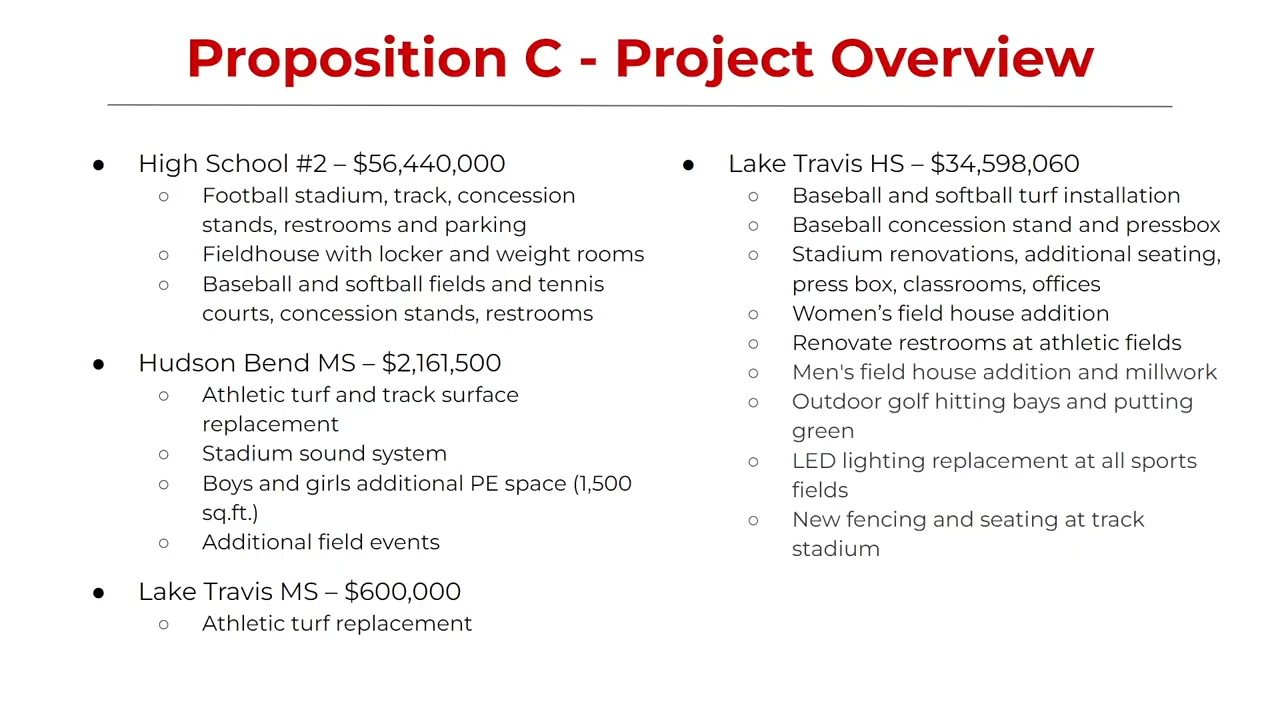 Proposition C - Project Overview
● High School #2 – $56,440,000
○ Football stadium, track, concession
stands, restrooms and parking
○ Fieldhouse with locker and weight rooms
○ Baseball and softball fields and tennis
courts, concession stands, restrooms
● Hudson Bend MS – $2,161,500
○ Athletic turf and track surface
replacement
○ Stadium sound system
○ Boys and girls additional PE space (1,500
sq.ft.)
○ Additional field events
● Lake Travis MS – $600,000
○ Athletic turf replacement
● Lake Travis HS – $34,598,060
○ Baseball and softball turf installation
○ Baseball concession stand and pressbox
○ Stadium renovations, additional seating,
press box, classrooms, offices
○ Women’s field house addition
○ Renovate restrooms at athletic fields
○ Men's field house addition and millwork
○ Outdoor golf hitting bays and putting
green
○ LED lighting replacement at all sports
fields
○ New fencing and seating at track
stadium